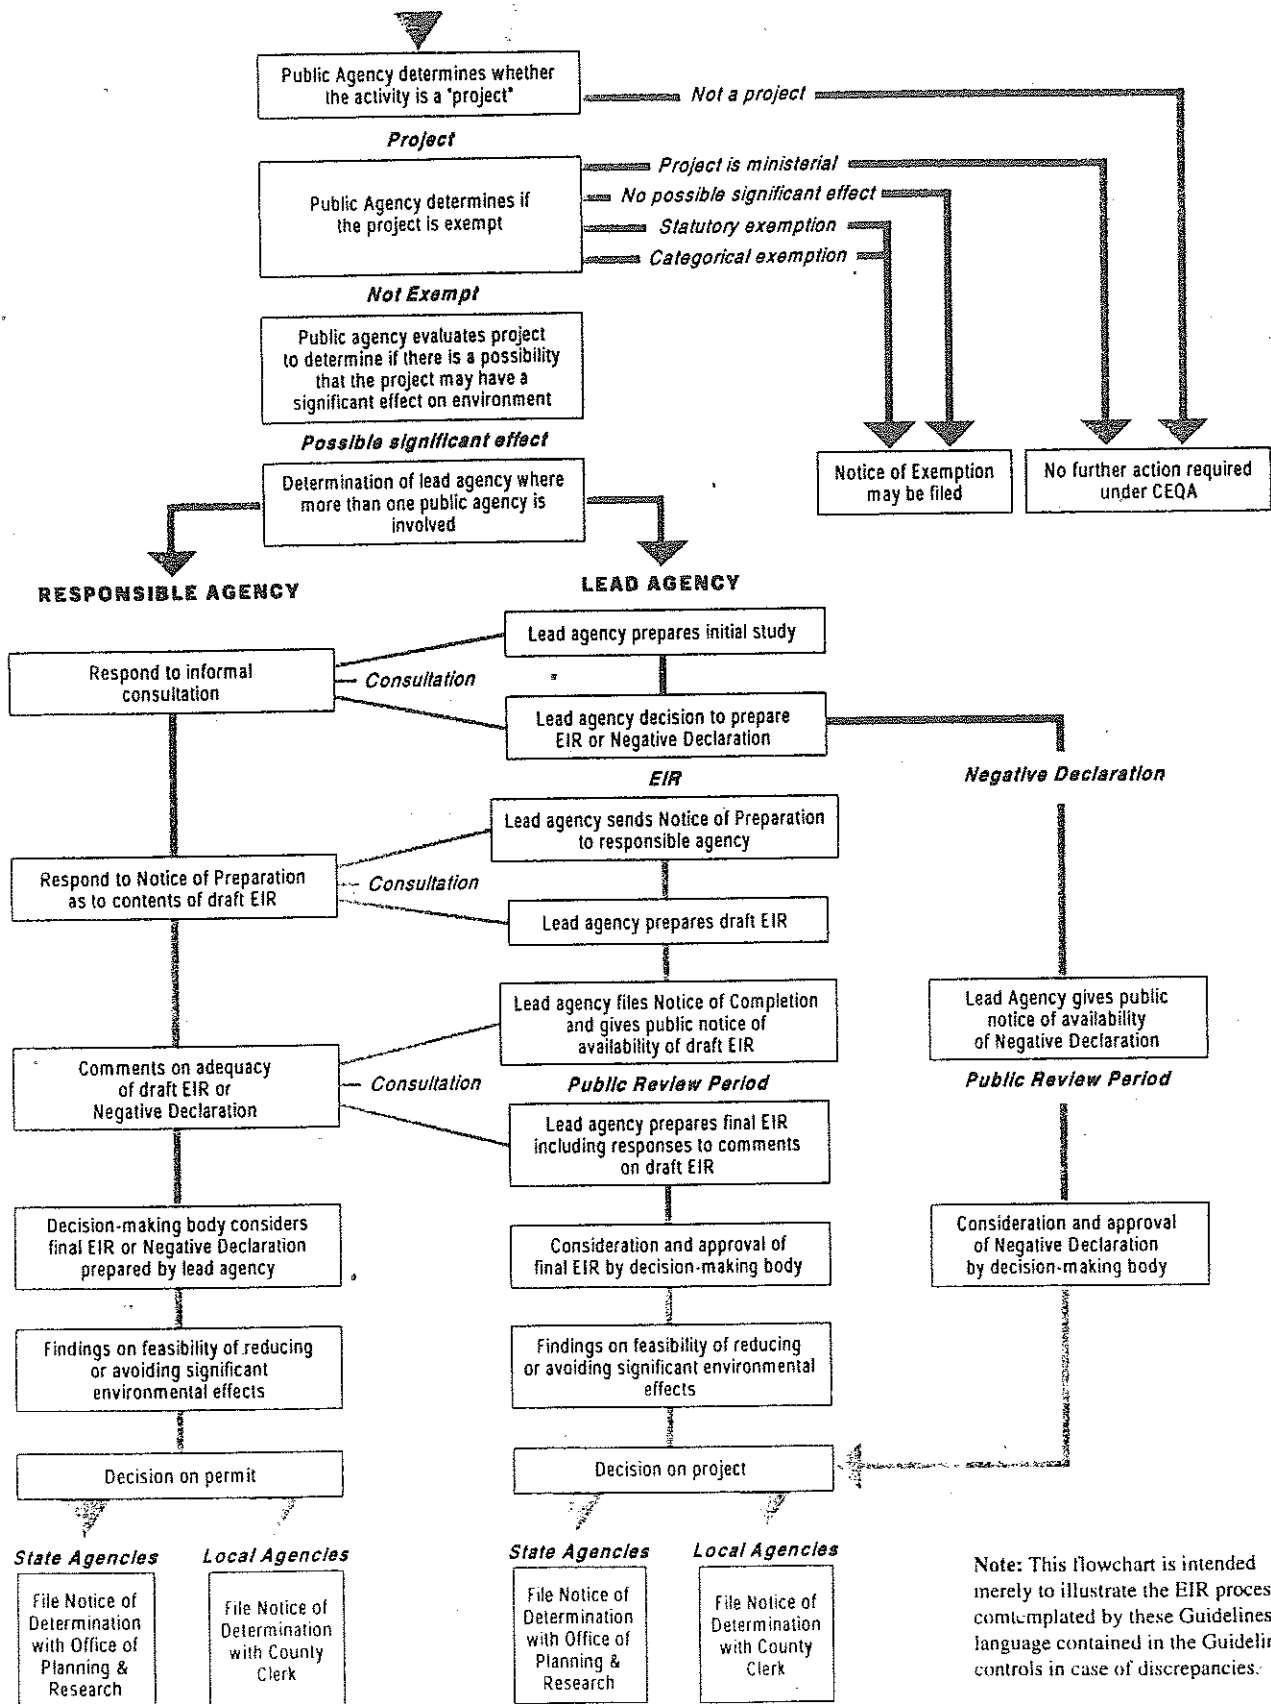 Public Agency determines whether
the activity is a "project"
Not a project
Project
Public Agency determines if
the project is exempt
Project is ministerial
No possible significant effect
Statutory exemption
Categorical exemption
Not Exempt
Public agency evaluates project
to determine if there is a possibility
that the project may have a
significant effect on environment
Possible significant effect
Determination of lead agency where
more than one public agency is
involved
Notice of Exemption
may be filed
No further action required
under CEQA
RESPONSIBLE AGENCY
LEAD AGENCY
Respond to informal
consultation
Consultation
Lead agency prepares initial study
Lead agency decision to prepare
EIR or Negative Declaration
EIR
Negative Declaration
Lead agency sends Notice of Preparation
to responsible agency
Respond to Notice of Preparation
as to contents of draft EIR
Consultation
Lead agency prepares draft EIR
Lead agency files Notice of Completion
and gives public notice of
availability of draft EIR
Lead Agency gives public
notice of availability
of Negative Declaration
Comments on adequacy
of draft EIR or
Negative Declaration
Consultation
Public Review Period
Public Review Period
Lead agency prepares final EIR
including responses to comments
on draft EIR
Decision-making body considers
final EIR or Negative Declaration
prepared by lead agency
Consideration and approval of
final EIR by decision-making body
Consideration and approval
of Negative Declaration
by decision-making body
Findings on feasibility of reducing
or avoiding significant
environmental effects
Findings on feasibility of reducing
or avoiding significant environmental
effects
Decision on permit
Decision on project
State Agencies
Local Agencies
State Agencies
Local Agencies
File Notice of
Determination
with Office of
Planning &
Research
File Notice of
Determination
with County
Clerk
File Notice of
Determination
with Office of
Planning &
Research
File Notice of
Determination
with County
Clerk
Note: This flowchart is intended
merely to illustrate the EIR proces
comtemplated by these Guidelines
language contained in the Guidelin
controls in case of discrepancies.